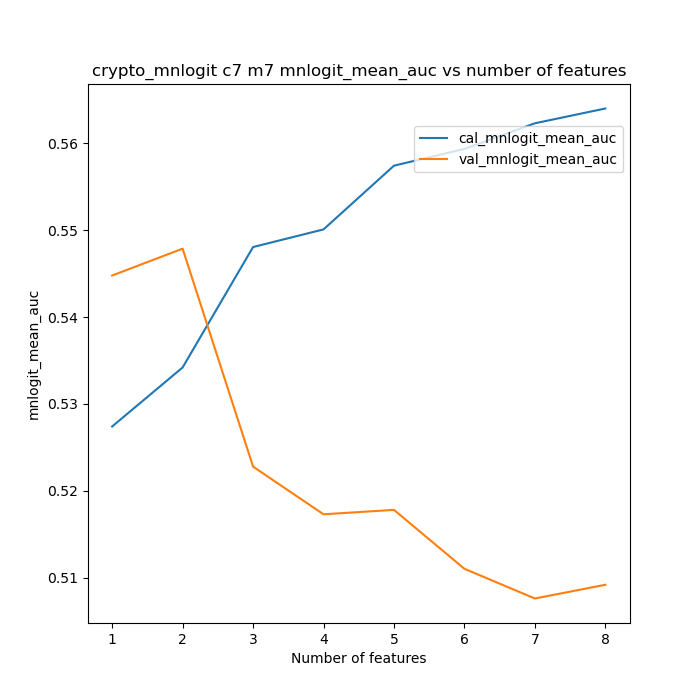 crypto_mnlogit c7 m7 mnlogit_mean_auc vs number of features
cal_mnlogit_mean_auc
val_mnlogit_mean_auc
0.56
0.55
0.54
0.53
0.52
0.51
mnlogit_mean_auc
1 2 3 4 5 6 7 8
Number of features